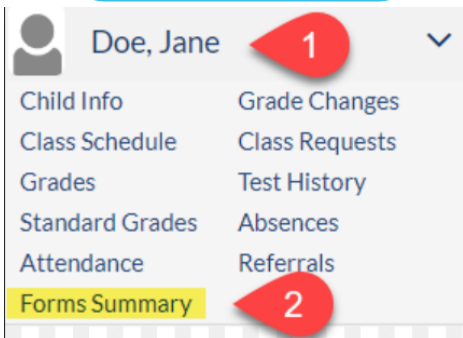 Doe, Jane 1
Child Info Grade Changes
Class Schedule Class Requests
Grades Test History
Standard Grades Absences
Attendance Referrals
Forms Summary 2